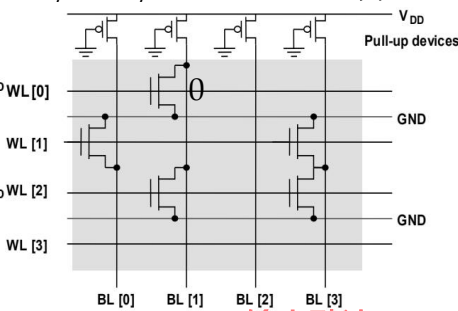 VDD
Pull-up devices
WL [0]
0
GND
WL [1]
WL [2]
GND
WL [3]
BL [0] BL [1] BL [2] BL [3]